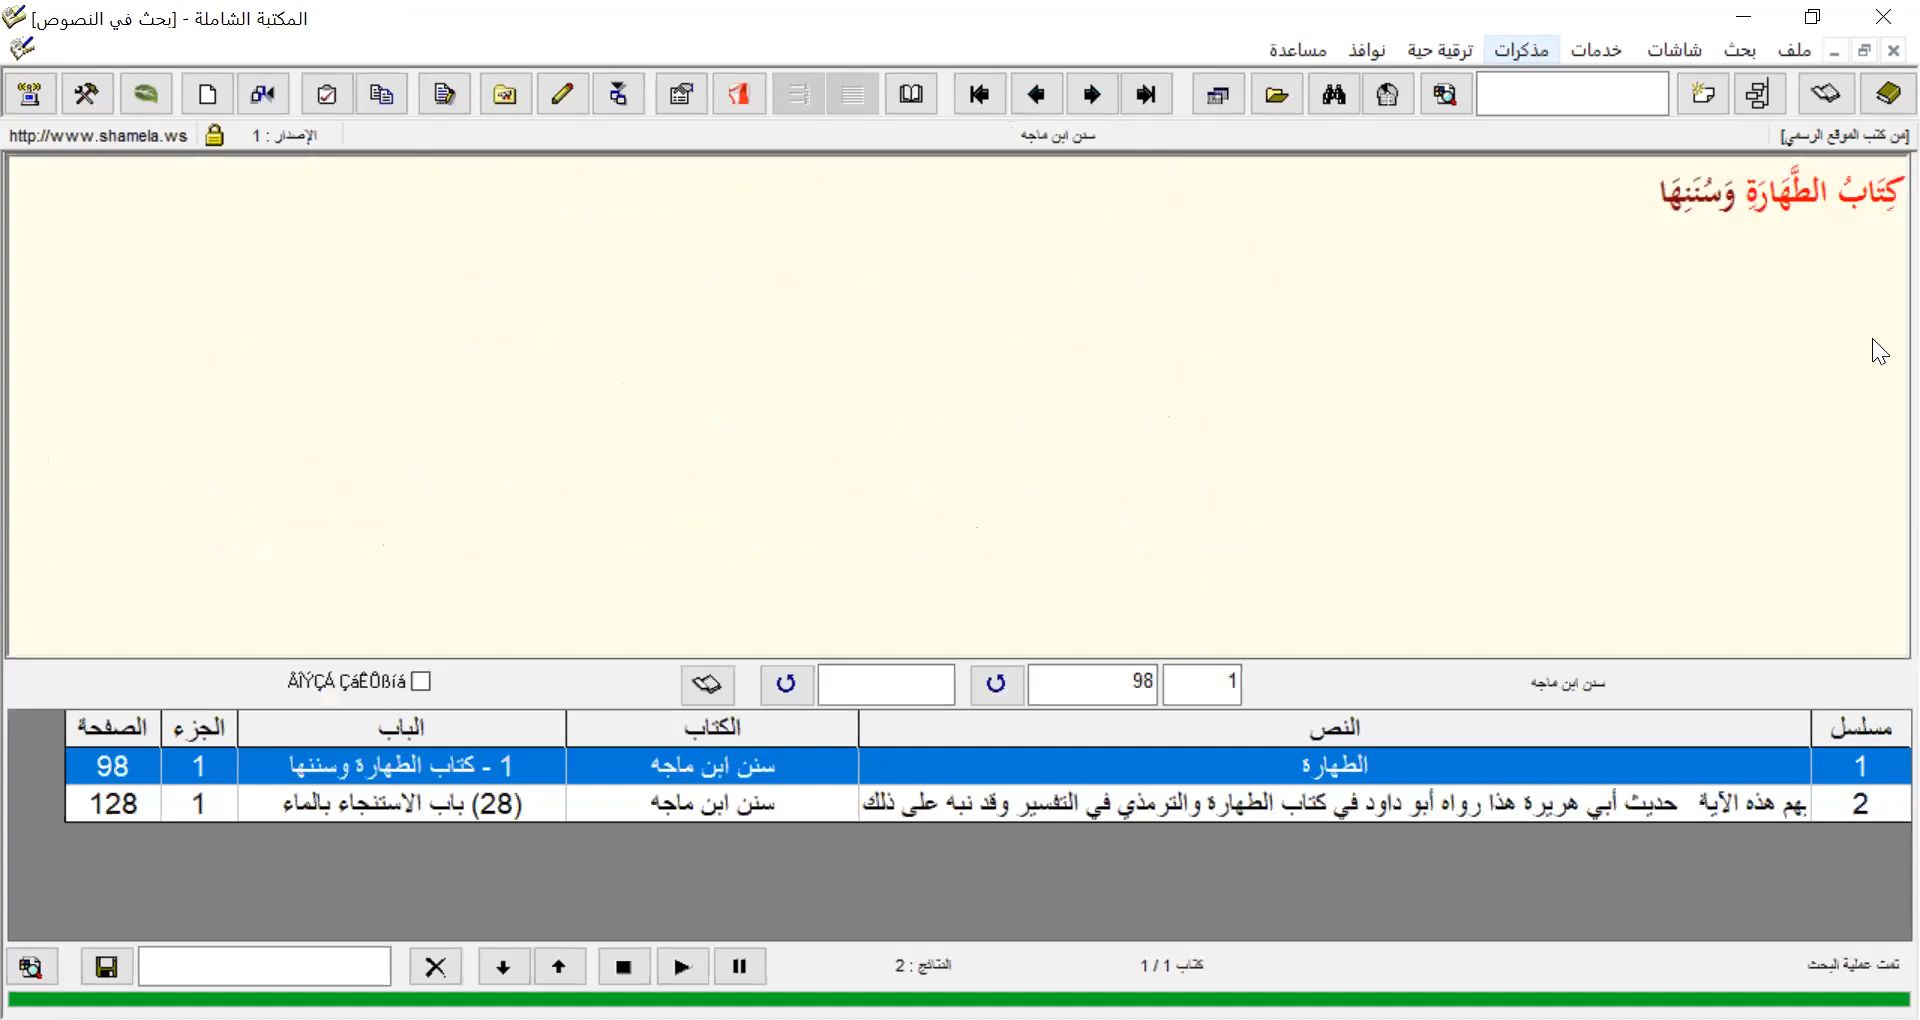 المكتبة الشاملة - [بحث في النصوص]
ملف بحث شاشات خدمات مذكرات ترقية حية نوافذ مساعدة
[من كتب الموقع الرسمي] سنن ابن ماجه الإصدار : 1 http://www.shamela.ws
كِتَابُ الطَّهَارَةِ وَسُنَنِهَا
سنن ابن ماجه 1 98 ÅÎÝÇÁ ÇáÊÔßíá
مسلسل النص الكتاب الباب الجزء الصفحة
1 الطهارة سنن ابن ماجه 1 - كتاب الطهارة وسننها 1 98
2 بهم هذه الآية حديث أبي هريرة هذا رواه أبو داود في كتاب الطهارة والترمذي في التفسير وقد نبه على ذلك سنن ابن ماجه (28) باب الاستنجاء بالماء 1 128
تمت عملية البحث كتاب 1 / 1 النتائج : 2